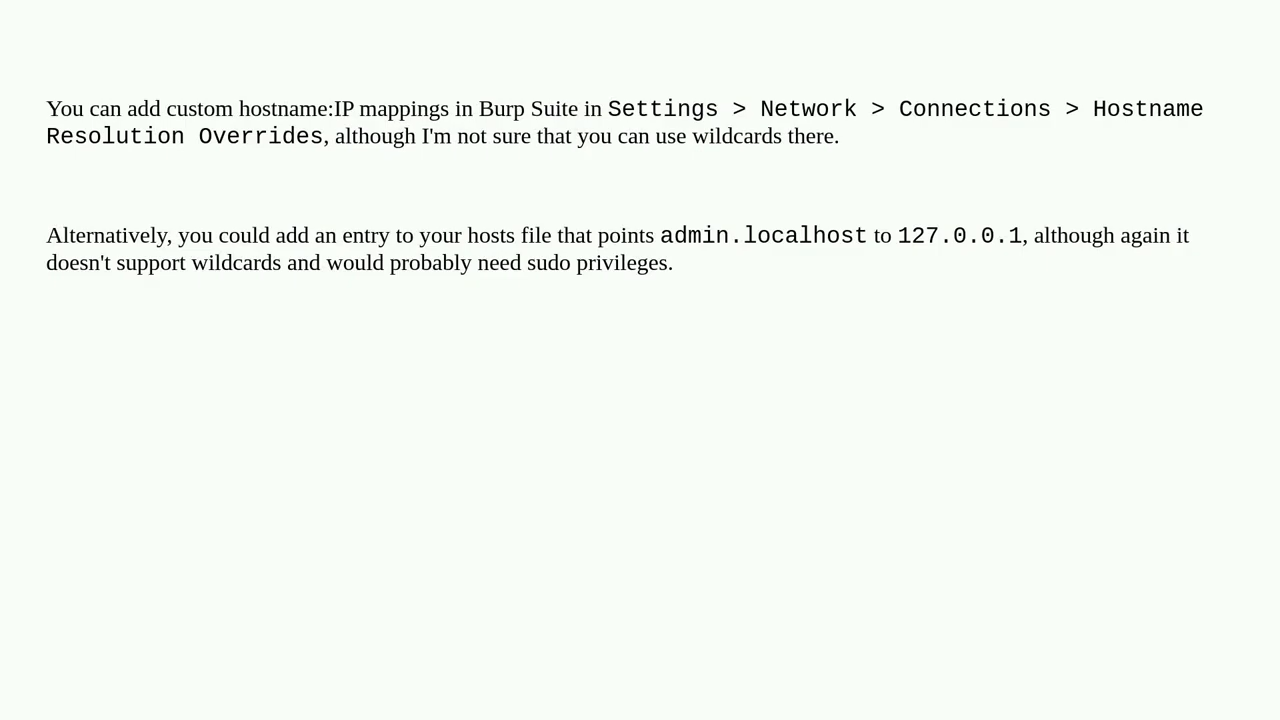 You can add custom hostname:IP mappings in Burp Suite in Settings > Network > Connections > Hostname
Resolution Overrides, although I'm not sure that you can use wildcards there.
Alternatively, you could add an entry to your hosts file that points admin.localhost to 127.0.0.1, although again it
doesn't support wildcards and would probably need sudo privileges.